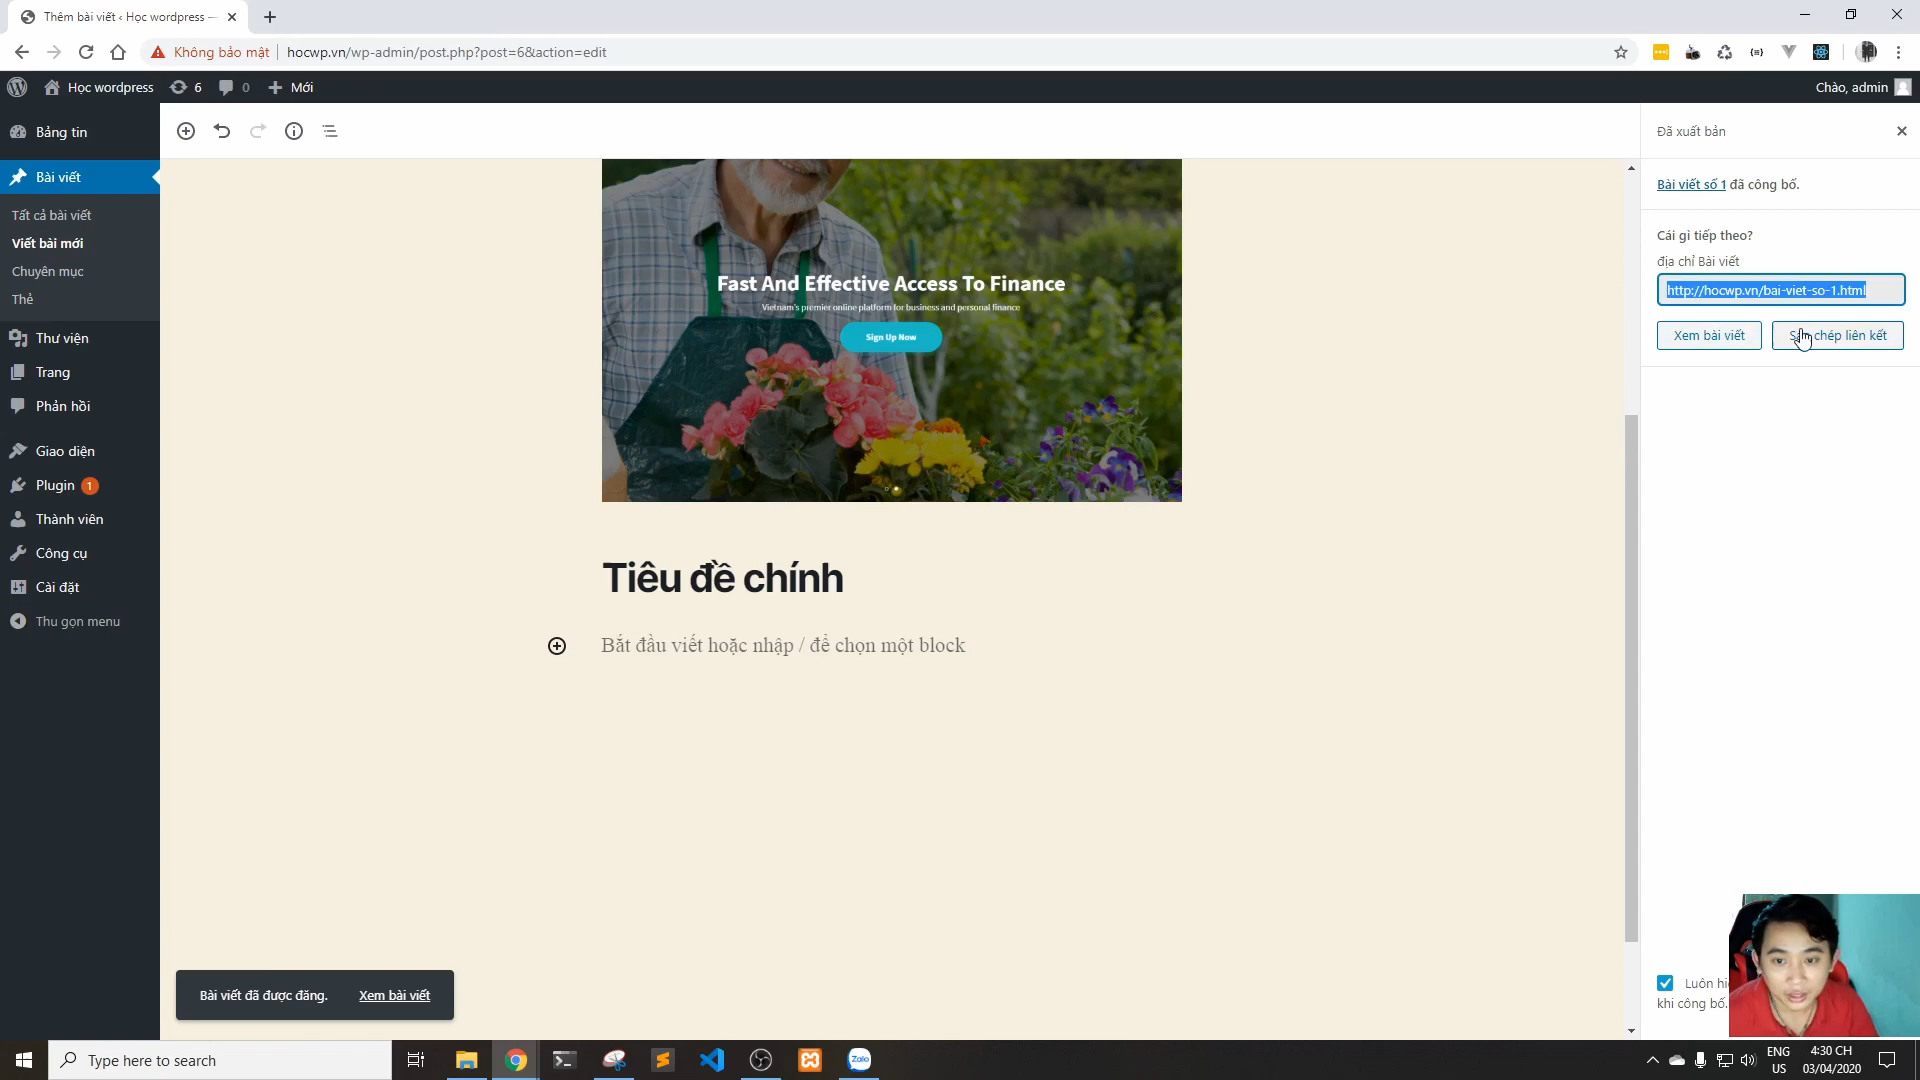 Thêm bài viết ‹ Học wordpress —
Không bảo mật
hocwp.vn/wp-admin/post.php?post=6&action=edit
Học wordpress
6
0
Mới
Chào, admin
Bảng tin
Bài viết
Tất cả bài viết
Viết bài mới
Chuyên mục
Thẻ
Thư viện
Trang
Phản hồi
Giao diện
Plugin 1
Thành viên
Công cụ
Cài đặt
Thu gọn menu
Fast And Effective Access To Finance
Vietnam's premier online platform for business and personal finance
Sign Up Now
Tiêu đề chính
Bắt đầu viết hoặc nhập / để chọn một block
Bài viết đã được đăng.
Xem bài viết
Đã xuất bản
Bài viết số 1 đã công bố.
Cái gì tiếp theo?
địa chỉ Bài viết
http://hocwp.vn/bai-viet-so-1.html
Xem bài viết
chép liên kết
Luôn
khi công bố.
Type here to search
Zalo
ENG
US
4:30 CH
03/04/2020